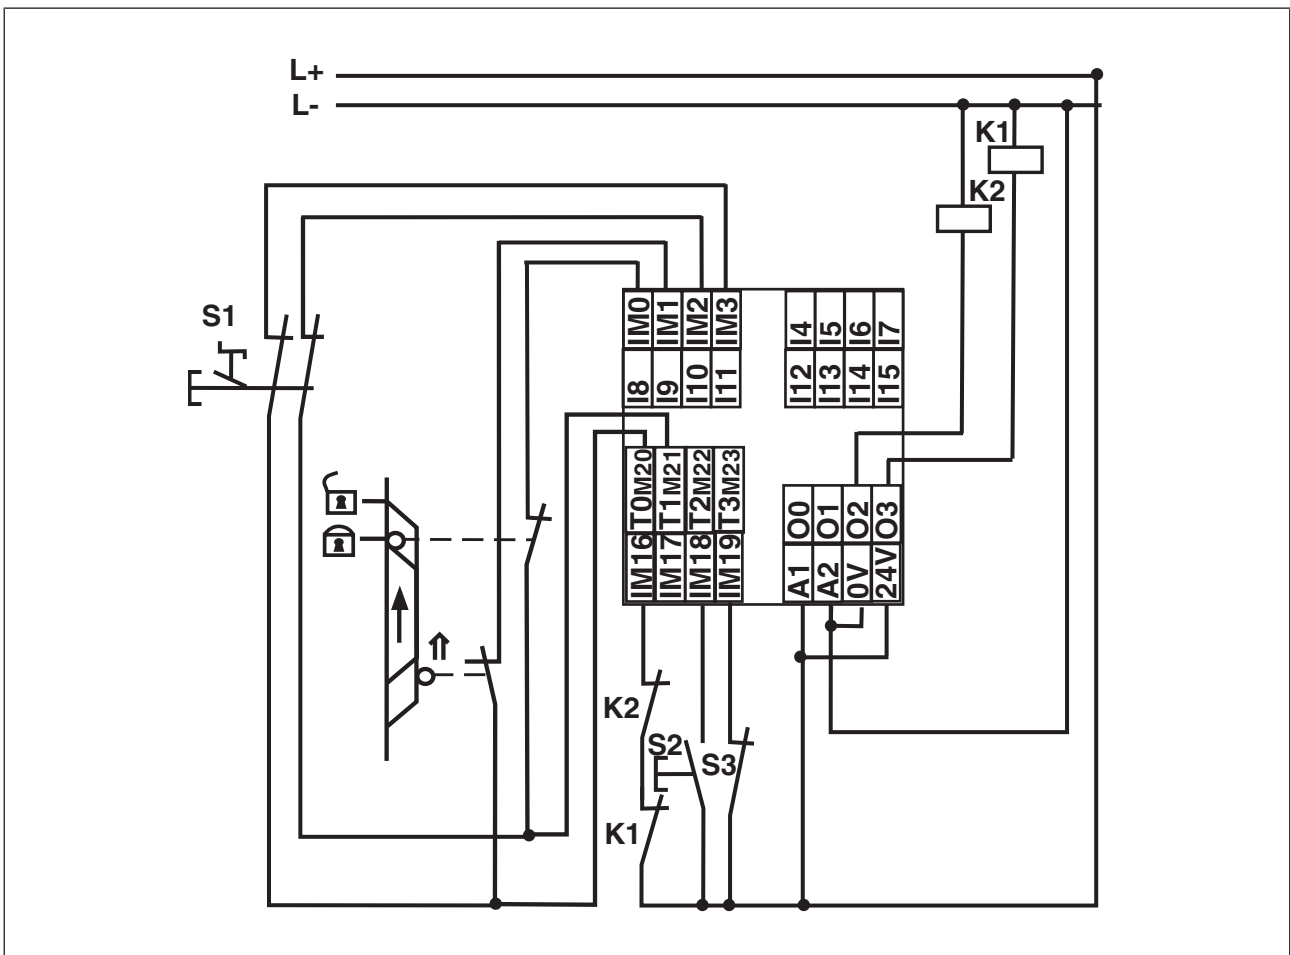 L+
L-
K1
K2
S1
IM0 IM1 IM2 IM3
I4 I5 I6 I7
I8 I9 I10 I11
I12 I13 I14 I15
T0M20 T1M21 T2M22 T3M23
O0 O1 O2 O3
IM16 IM17 IM18 IM19
A1 A2 0V 24V
K2
S2
S3
K1